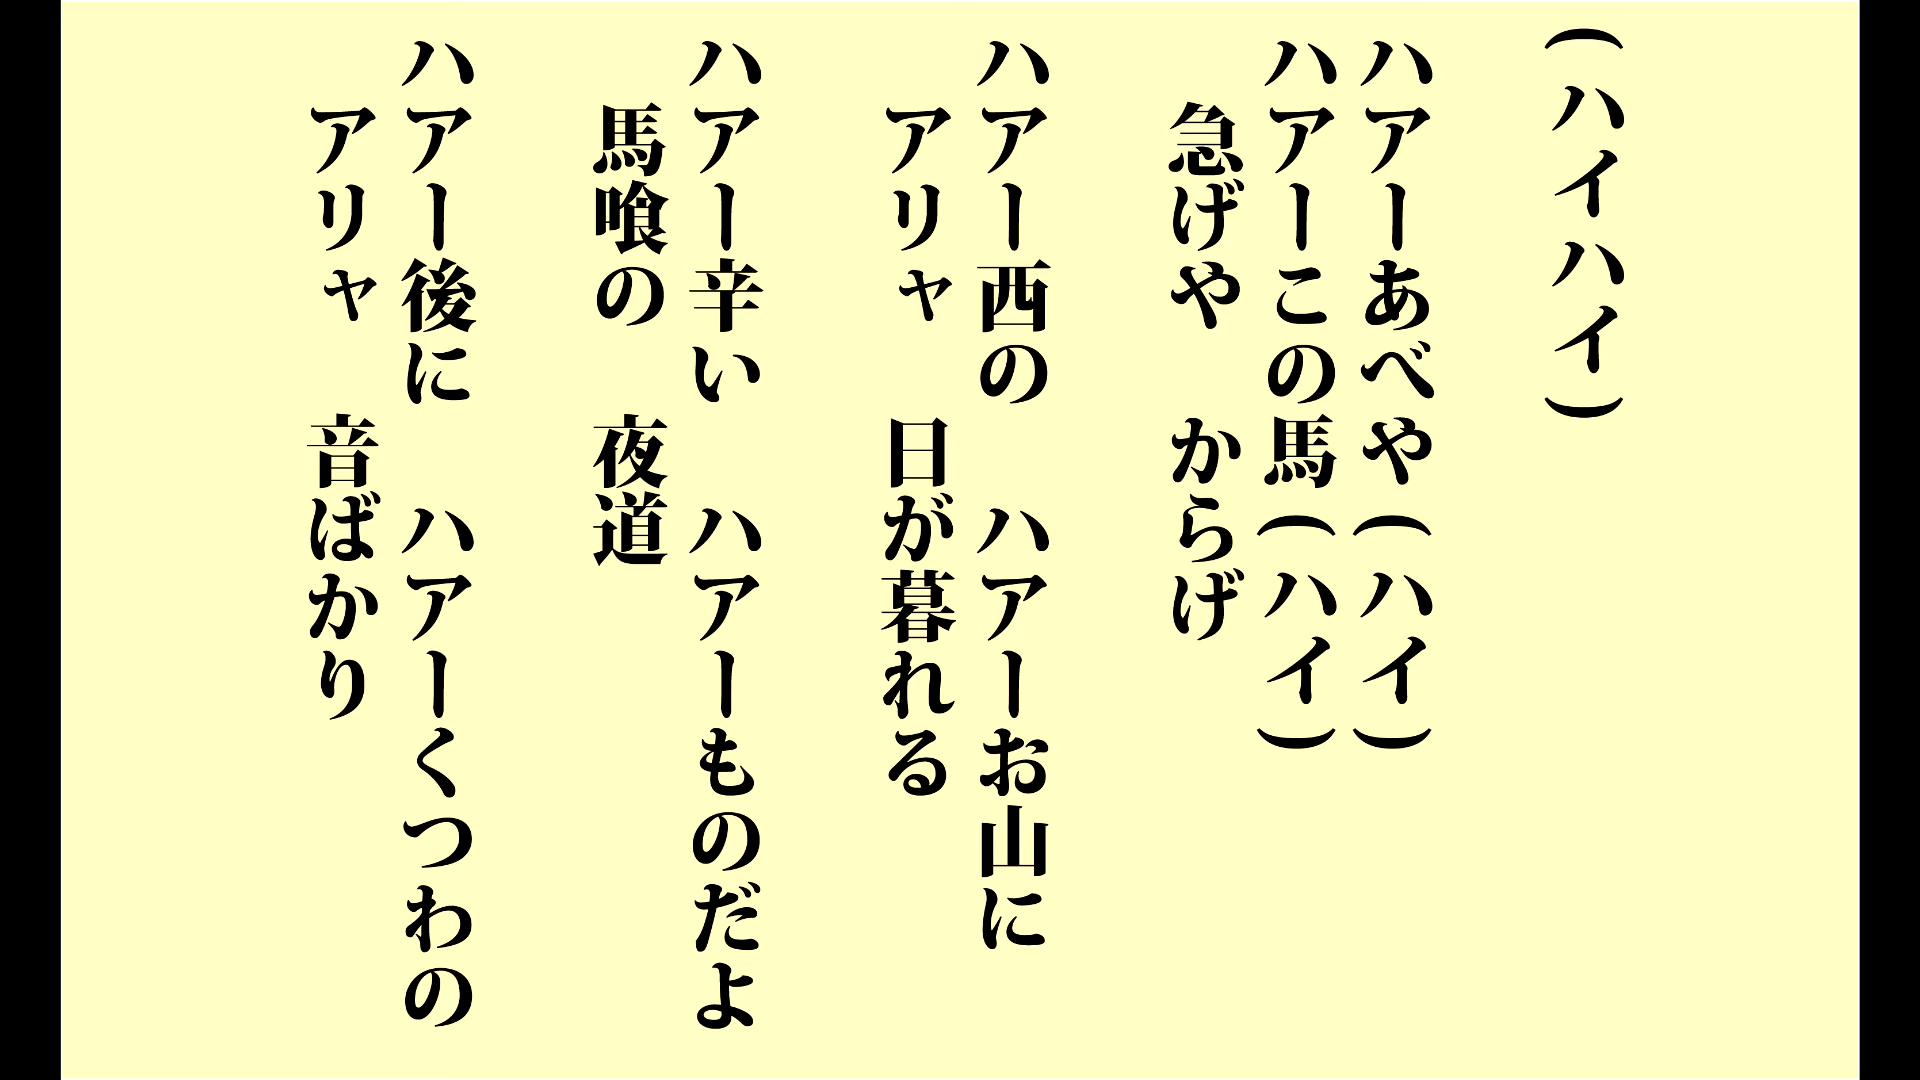 (ハイハイ)
ハアーあべや(ハイ)
ハアーこの馬(ハイ)
急げや　からげ
ハアー西の　ハアーお山に
アリャ　日が暮れる
ハアー辛い　ハアーものだよ
馬喰の　夜道
ハアー後に　ハアーくつわの
アリャ　音ばかり